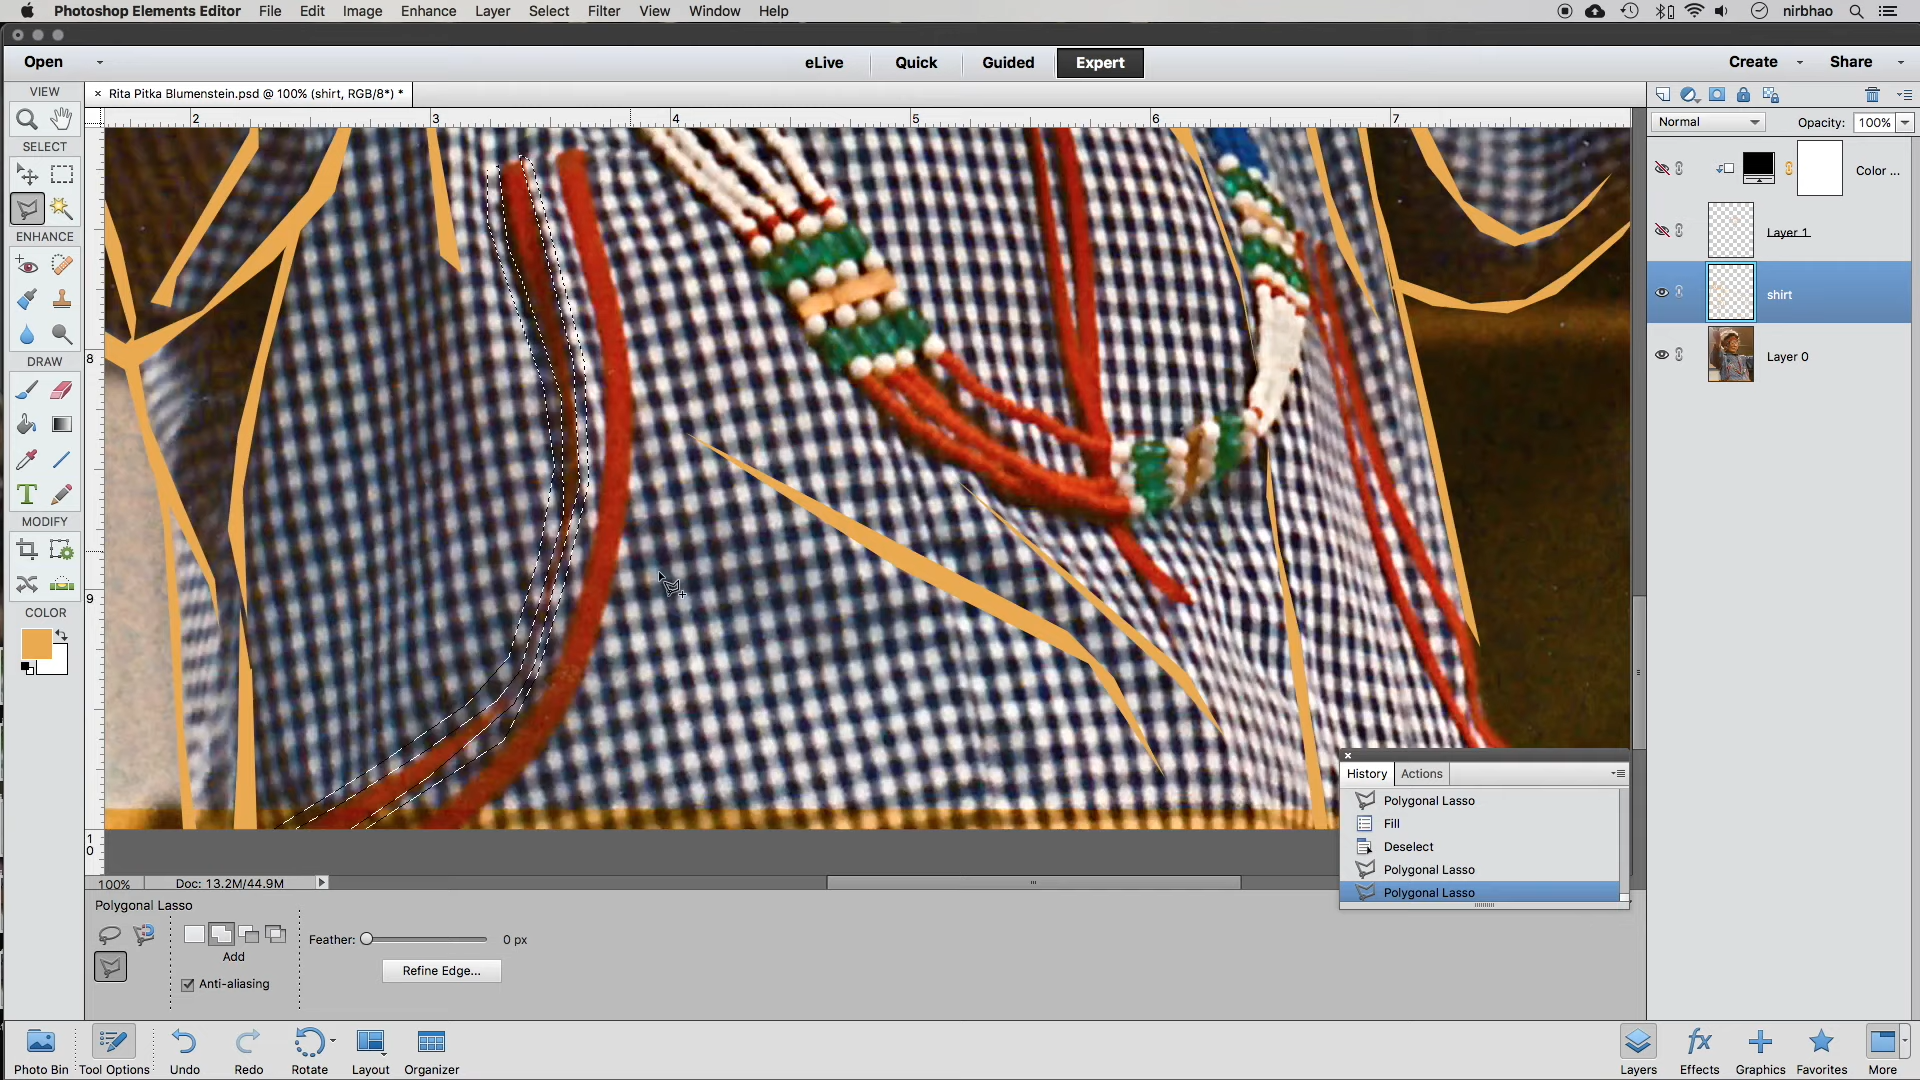 Photoshop Elements Editor File Edit Image Enhance Layer Select Filter View Window Help nirbhao
Open eLive Quick Guided Expert Create Share
VIEW
× Rita Pitka Blumenstein.psd @ 100% (shirt, RGB/8*) *
2 3 4 5 6 7
Normal Opacity: 100%
SELECT
Color ...
ENHANCE
Layer 1
shirt
8
Layer 0
DRAW
T
MODIFY
9
COLOR
History Actions
Polygonal Lasso
Fill
Deselect
Polygonal Lasso
Polygonal Lasso
1
0
100% Doc: 13.2M/44.9M
Polygonal Lasso
Feather: 0 px
Add
Refine Edge...
Anti-aliasing
Photo Bin Tool Options Undo Redo Rotate Layout Organizer Layers fx Effects Graphics Favorites More